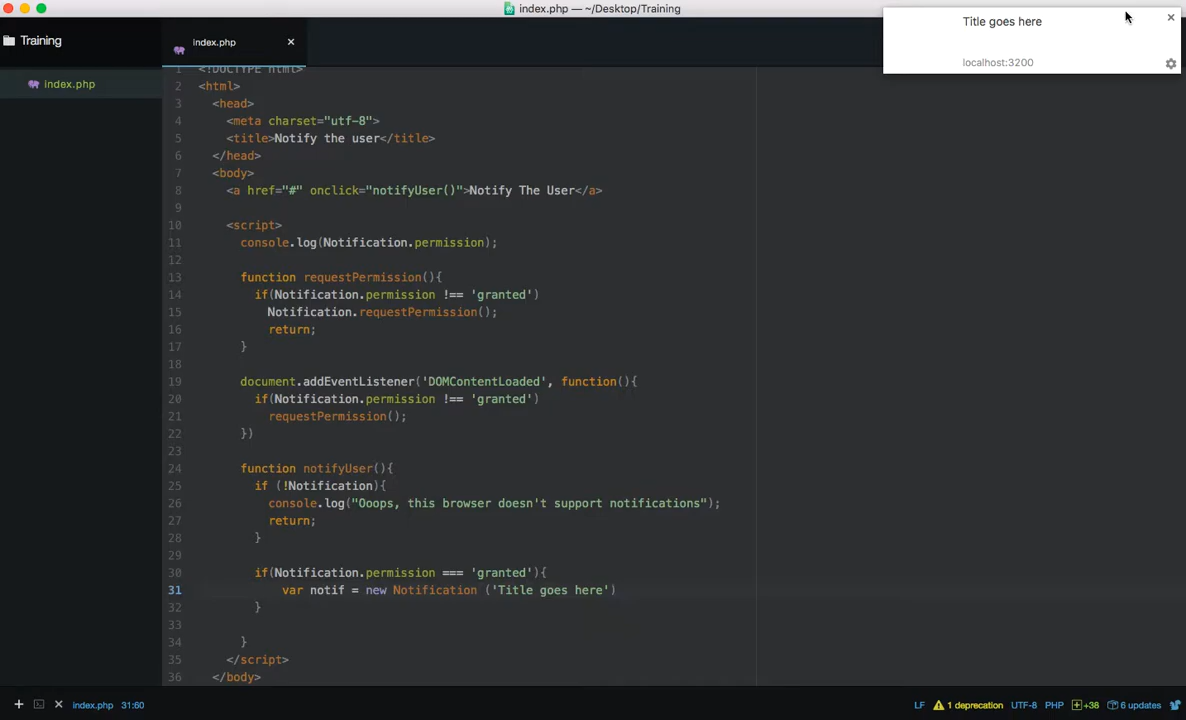 index.php — ~/Desktop/Training
Title goes here
localhost:3200
Training
index.php
index.php
1 <!DOCTYPE html>
2 <html>
3 <head>
4 <meta charset="utf-8">
5 <title>Notify the user</title>
6 </head>
7 <body>
8 <a href="#" onclick="notifyUser()">Notify The User</a>
9
10 <script>
11 console.log(Notification.permission);
12
13 function requestPermission(){
14 if(Notification.permission !== 'granted')
15 Notification.requestPermission();
16 return;
17 }
18
19 document.addEventListener('DOMContentLoaded', function(){
20 if(Notification.permission !== 'granted')
21 requestPermission();
22 })
23
24 function notifyUser(){
25 if (!Notification){
26 console.log("Ooops, this browser doesn't support notifications");
27 return;
28 }
29
30 if(Notification.permission === 'granted'){
31 var notif = new Notification ('Title goes here')
32 }
33
34 }
35 </script>
36 </body>
index.php 31:60
LF 1 deprecation UTF-8 PHP +38 6 updates